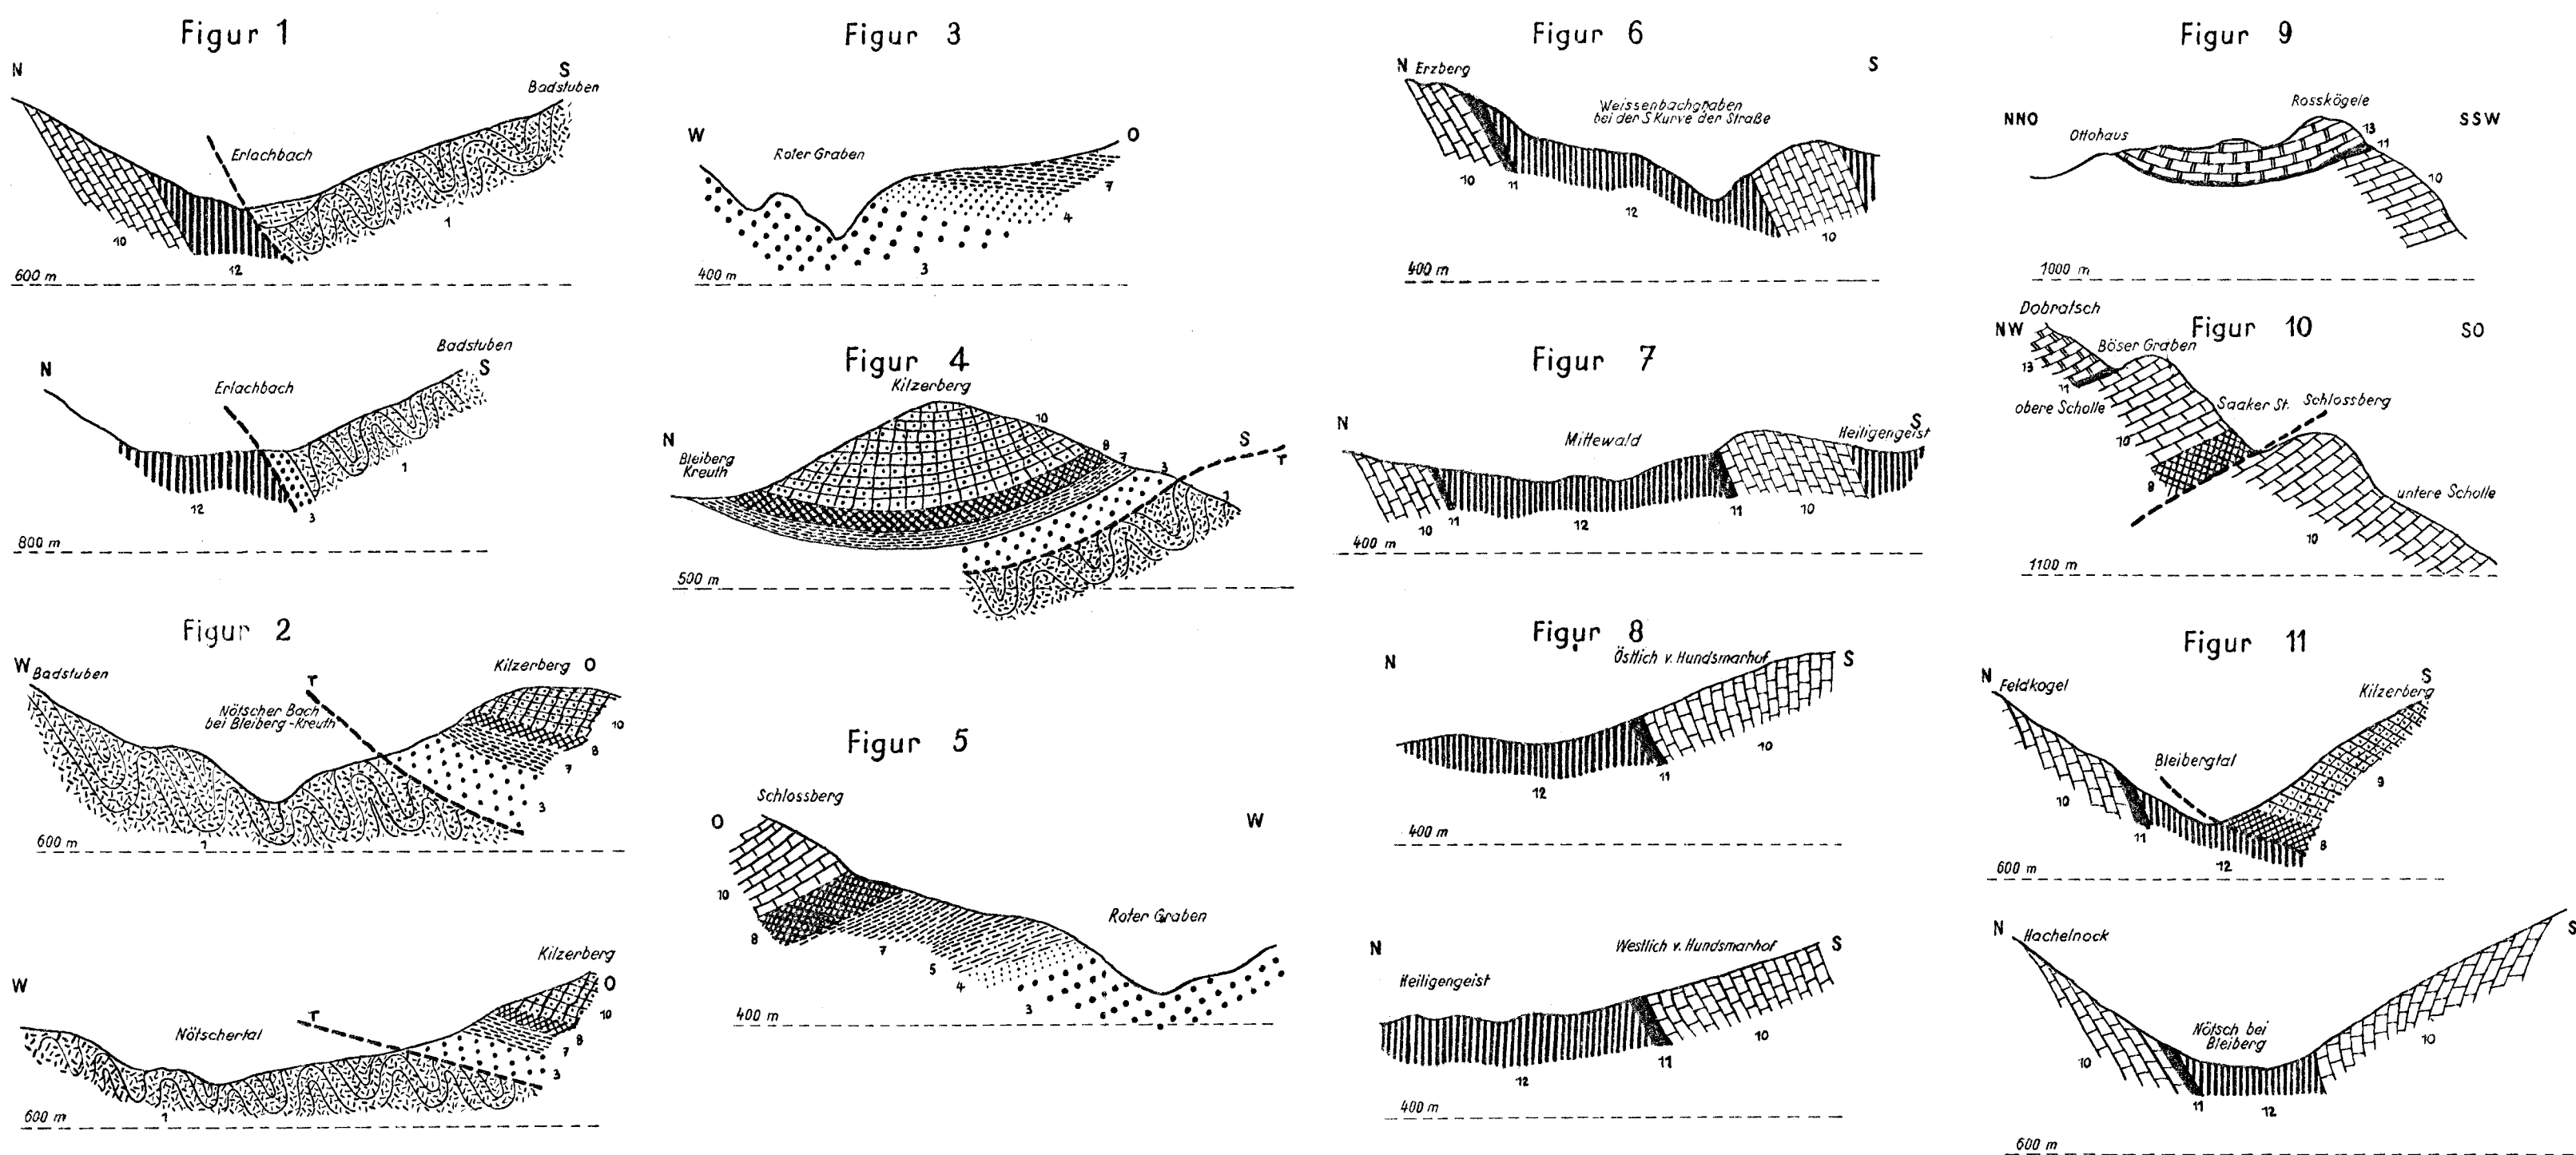 Figur 1
N
S
Badstuben
Erlachbach
10
12
1
600 m
N
Badstuben
S
Erlachbach
12
3
1
800 m
Figur 2
W Badstuben
Kilzerberg O
T
Nötscher Bach
bei Bleiberg-Kreuth
10
8
7
3
1
600 m
Kilzerberg
W
O
T
Nötschertal
10
8
7
3
1
600 m
Figur 3
W
O
Roter Graben
7
4
3
400 m
Figur 4
Kilzerberg
10
N
S
Bleiberg
Kreuth
8
7
3
T
1
500 m
Figur 5
Schlossberg
O
W
10
Roter Graben
8
7
5
4
3
400 m
Figur 6
N Erzberg
S
Weissenbachgraben
bei der S Kurve der Straße
10
11
12
10
400 m
Figur 7
N
S
Mittewald
Heiligengeist
10
11
12
11
10
400 m
Figur 8
N
Östlich v. Hundsmarhof
S
10
11
12
400 m
N
Westlich v. Hundsmarhof
S
Heiligengeist
10
11
12
400 m
Figur 9
Rosskögele
NNO
SSW
Ottohaus
13
11
10
1000 m
Dobratsch
NW
Figur 10
SO
Böser Graben
13
11
Saaker St.
Schlossberg
obere Scholle
10
8
untere Scholle
10
1100 m
Figur 11
N
S
Feldkogel
Kilzerberg
Bleibergtal
10
9
11
12
8
600 m
N
S
Hachelnock
Nötsch bei
Bleiberg
10
10
11
12
600 m